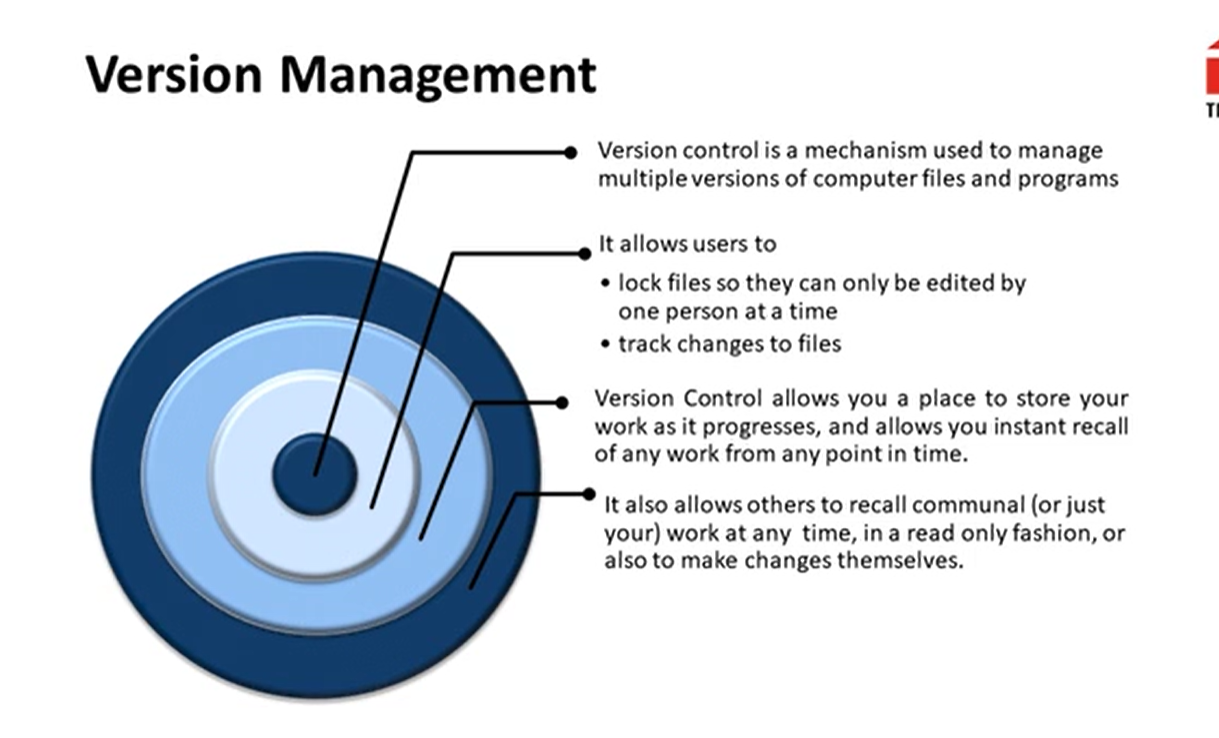 Version Management
Version control is a mechanism used to manage
multiple versions of computer files and programs
It allows users to
• lock files so they can only be edited by
one person at a time
• track changes to files
Version Control allows you a place to store your
work as it progresses, and allows you instant recall
of any work from any point in time.
It also allows others to recall communal (or just
your) work at any time, in a read only fashion, or
also to make changes themselves.